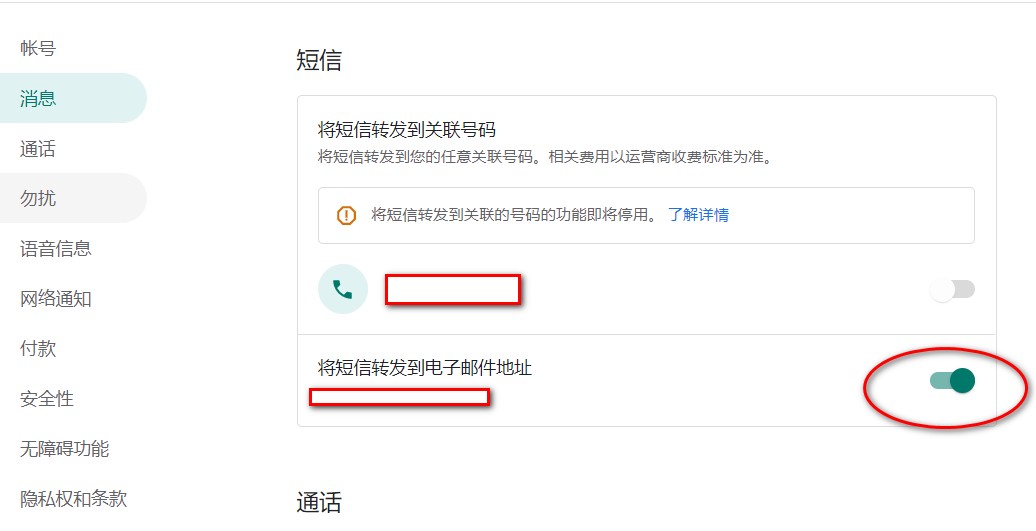 帐号
消息
通话
勿扰
语音信息
网络通知
付款
安全性
无障碍功能
隐私权和条款
短信
将短信转发到关联号码
将短信转发到您的任意关联号码。相关费用以运营商收费标准为准。
将短信转发到关联的号码的功能即将停用。 了解详情
将短信转发到电子邮件地址
通话